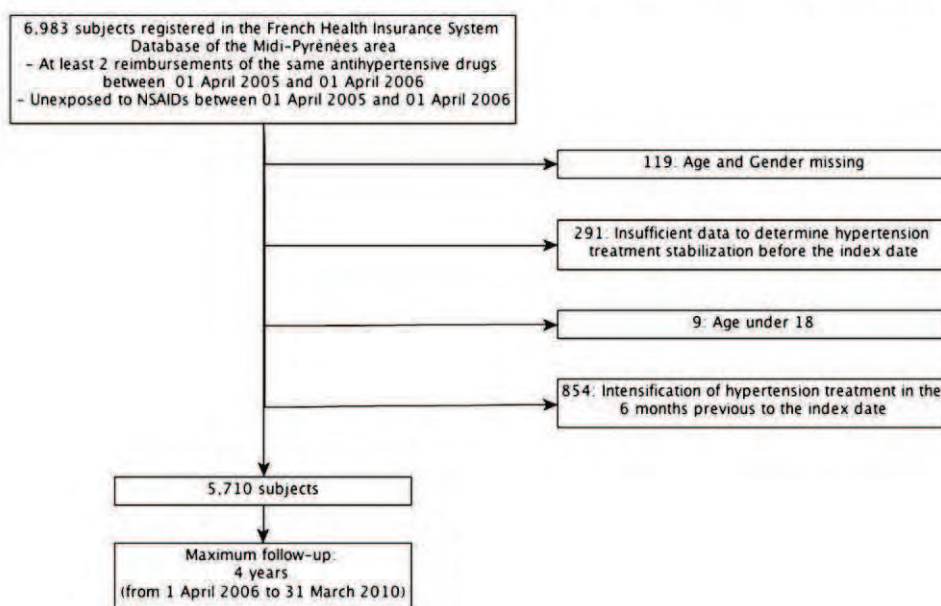 6,983 subjects registered in the French Health Insurance System
Database of the Midi-Pyrénées area
- At least 2 reimbursements of the same antihypertensive drugs
between 01 April 2005 and 01 April 2006
- Unexposed to NSAIDs between 01 April 2005 and 01 April 2006
119: Age and Gender missing
291: Insufficient data to determine hypertension
treatment stabilization before the index date
9: Age under 18
854: Intensification of hypertension treatment in the
6 months previous to the index date
5,710 subjects
Maximum follow-up:
4 years
(from 1 April 2006 to 31 March 2010)